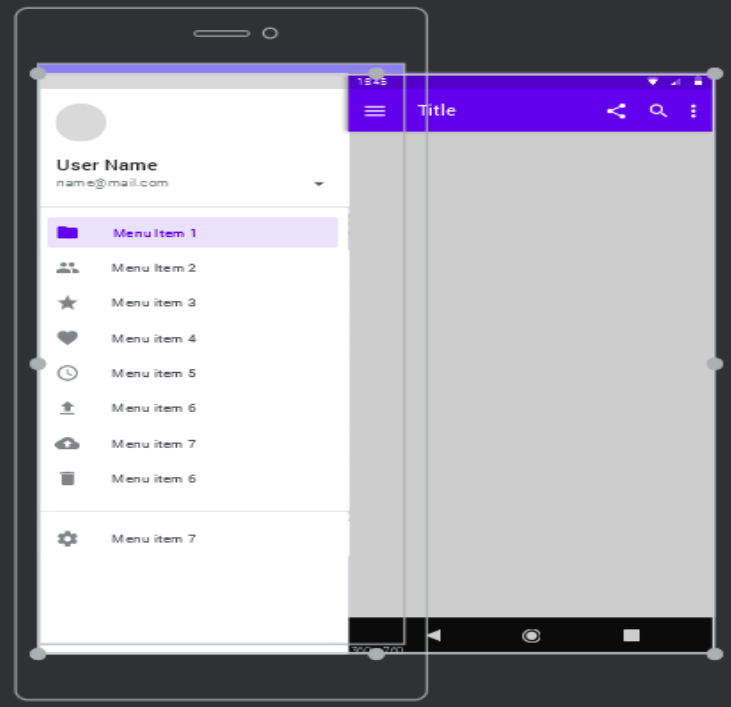 Title
User Name
name@mail.com
Menu Item 1
Menu Item 2
Menu item 3
Menu item 4
Menu item 5
Menu item 6
Menu item 7
Menu item 6
Menu item 7